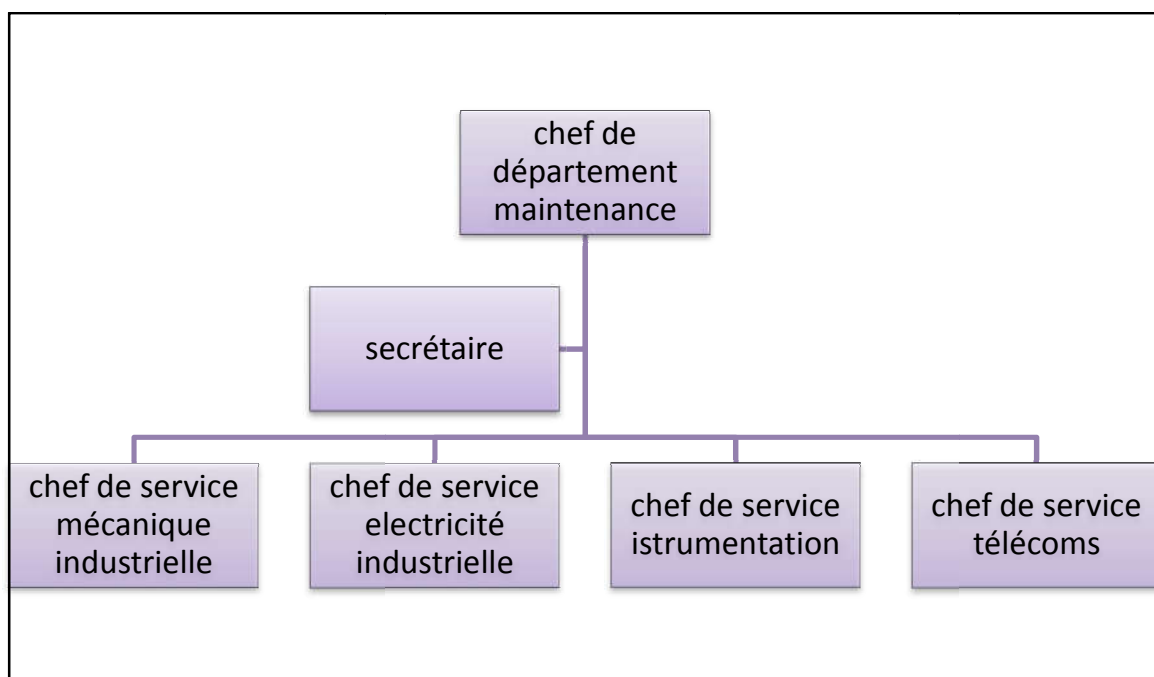 chef de
département
maintenance
secrétaire
chef de service
mécanique
industrielle
chef de service
electricité
industrielle
chef de service
istrumentation
chef de service
télécoms